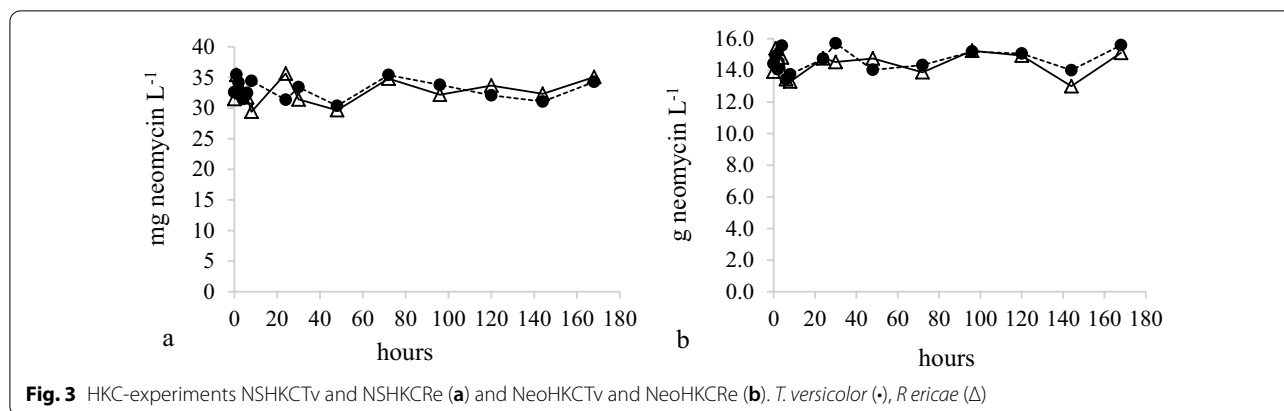 40
35
30
25
20
15
10
5
0
mg neomycin L-1
0 20 40 60 80 100 120 140 160 180
hours
a
16.0
14.0
12.0
10.0
8.0
6.0
4.0
2.0
0.0
g neomycin L-1
0 20 40 60 80 100 120 140 160 180
hours
b
Fig. 3 HKC-experiments NSHKCTv and NSHKCRe (a) and NeoHKCTv and NeoHKCRe (b). T. versicolor (•), R ericae (Δ)